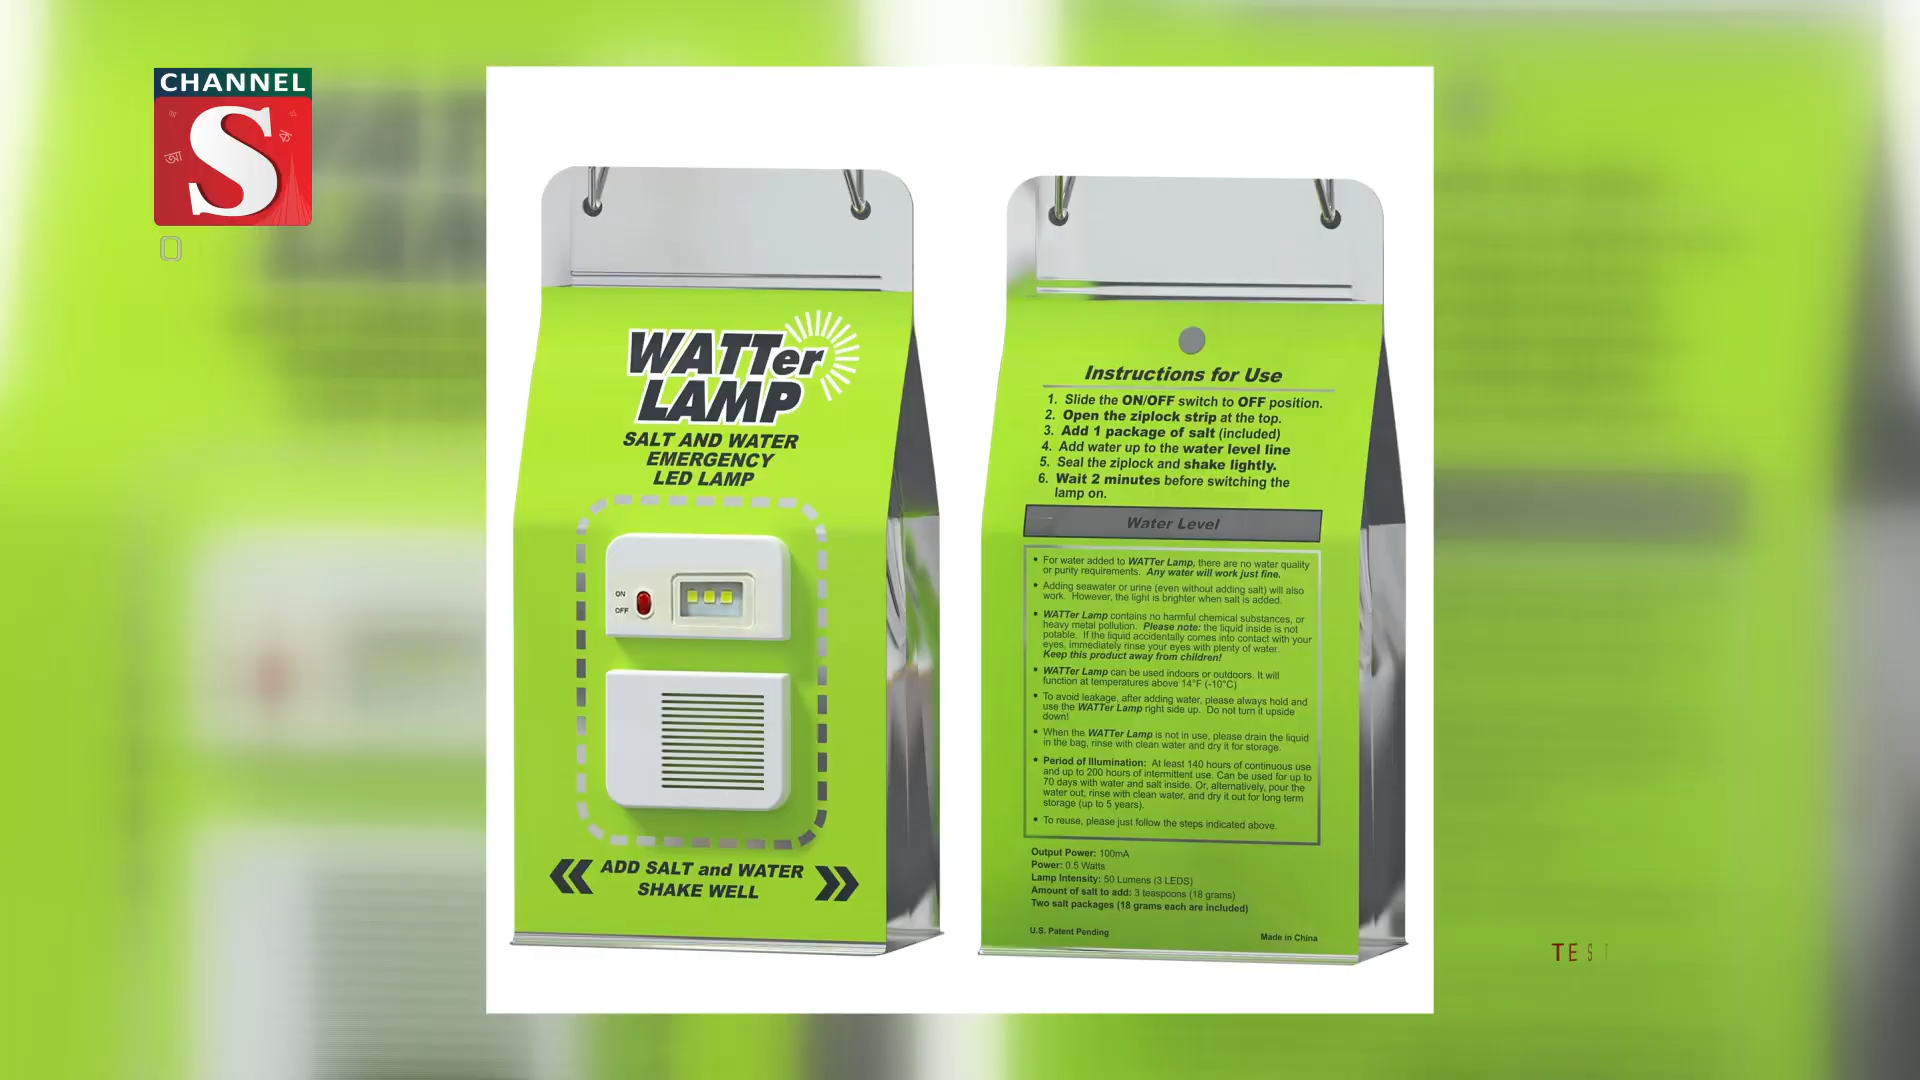 CHANNEL
S
আ
ক
WATTer
LAMP
SALT AND WATER
EMERGENCY
LED LAMP
ON
OFF
ADD SALT and WATER
SHAKE WELL
Instructions for Use
1. Slide the ON/OFF switch to OFF position.
2. Open the ziplock strip at the top.
3. Add 1 package of salt (included)
4. Add water up to the water level line
5. Seal the ziplock and shake lightly.
6. Wait 2 minutes before switching the
lamp on.
Water Level
• For water added to WATTer Lamp, there are no water quality
or purity requirements. Any water will work just fine.
• Adding seawater or urine (even without adding salt) will also
work. However, the light is brighter when salt is added.
• WATTer Lamp contains no harmful chemical substances, or
heavy metal pollution. Please note: the liquid inside is not
potable. If the liquid accidentally comes into contact with your
eyes, immediately rinse your eyes with plenty of water.
Keep this product away from children!
• WATTer Lamp can be used indoors or outdoors. It will
function at temperatures above 14°F (-10°C)
• To avoid leakage, after adding water, please always hold and
use the WATTer Lamp right side up. Do not turn it upside
down!
• When the WATTer Lamp is not in use, please drain the liquid
in the bag, rinse with clean water and dry it for storage.
• Period of Illumination: At least 140 hours of continuous use
and up to 200 hours of intermittent use. Can be used for up to
70 days with water and salt inside. Or, alternatively, pour the
water out, rinse with clean water, and dry it out for long term
storage (up to 5 years).
• To reuse, please just follow the steps indicated above.
Output Power: 100mA
Power: 0.5 Watts
Lamp Intensity: 50 Lumens (3 LEDS)
Amount of salt to add: 3 teaspoons (18 grams)
Two salt packages (18 grams each are included)
U.S. Patent Pending
Made in China
TEST